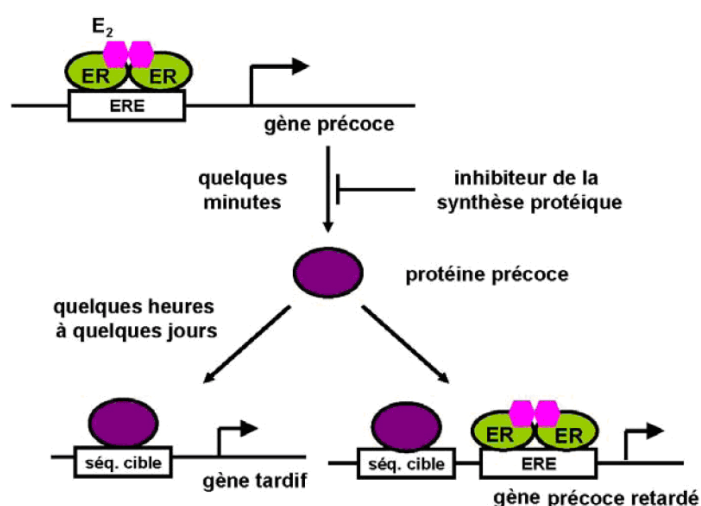 E2
ER ER
ERE
gène précoce
quelques
minutes
inhibiteur de la
synthèse protéique
protéine précoce
quelques heures
à quelques jours
séq. cible
gène tardif
ER ER
séq. cible
ERE
gène précoce retardé